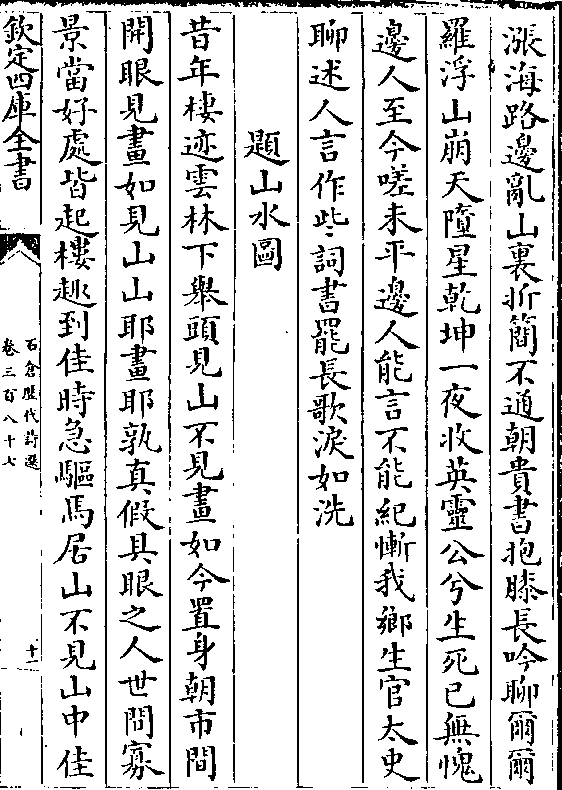 漲海路邊亂山裏折簡不通朝貴書抱膝長吟聊爾爾
羅浮山崩天墮星乾坤一夜收英靈公兮生死已無愧
邊人至今嗟未平邊人能言不能紀慚我鄉生官太史
聊述人言作此詞書罷長歌淚如洗
題山水圖
昔年棲迹雲林下舉頭見山不見畫如今置身朝市間
開眼見畫如見山山耶畫耶孰真假具眼之人世間寡
景當好處皆起樓趣到佳時急驅馬居山不見山中佳
欽定四庫全書
石倉歷代詩選
卷三百八十七
十一